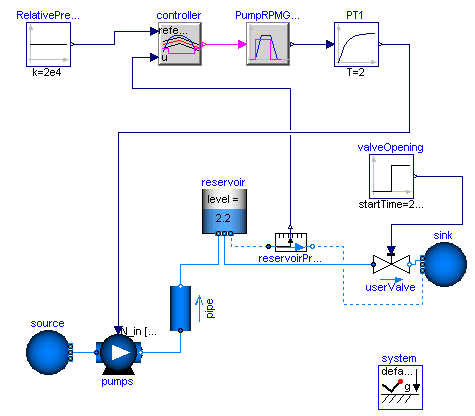 RelativePre...
controller
PumpRPMG...
PT1
refe...
u
k=2e4
T=2
valveOpening
startTime=2...
reservoir
level =
2.2
reservoirPr...
sink
userValve
pipe
source
N_in [...
pumps
system
defa...
g